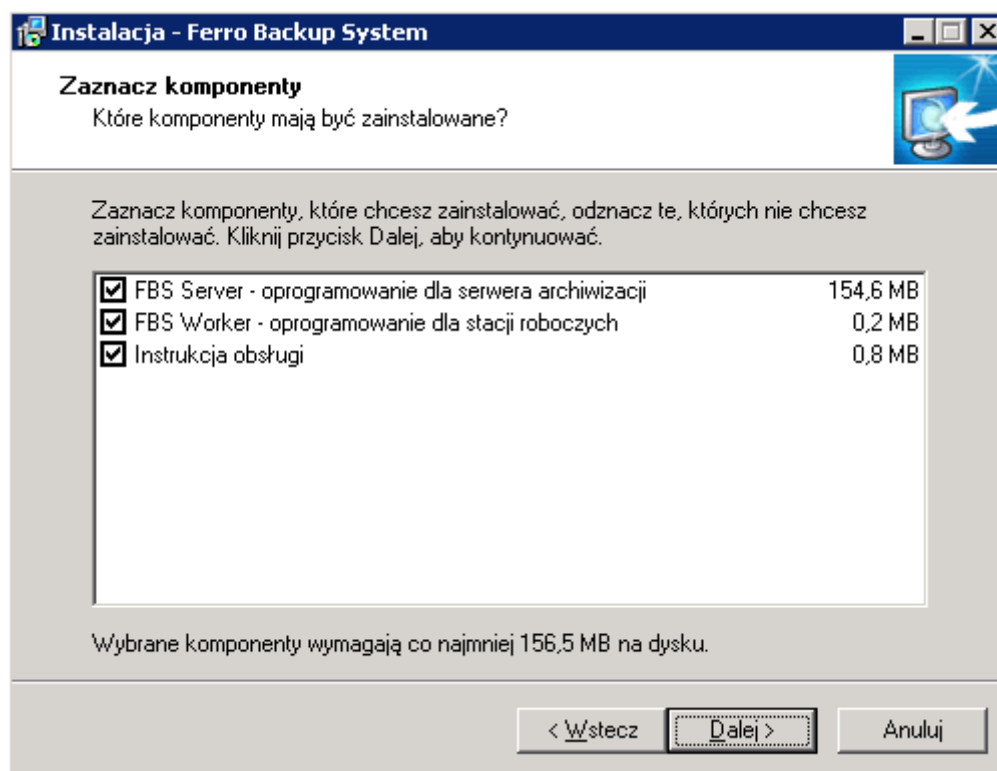 Instalacja - Ferro Backup System
Zaznacz komponenty
Które komponenty mają być zainstalowane?
Zaznacz komponenty, które chcesz zainstalować, odznacz te, których nie chcesz
zainstalować. Kliknij przycisk Dalej, aby kontynuować.
FBS Server - oprogramowanie dla serwera archiwizacji 154,6 MB
FBS Worker - oprogramowanie dla stacji roboczych 0,2 MB
Instrukcja obsługi 0,8 MB
Wybrane komponenty wymagają co najmniej 156,5 MB na dysku.
< Wstecz Dalej > Anuluj